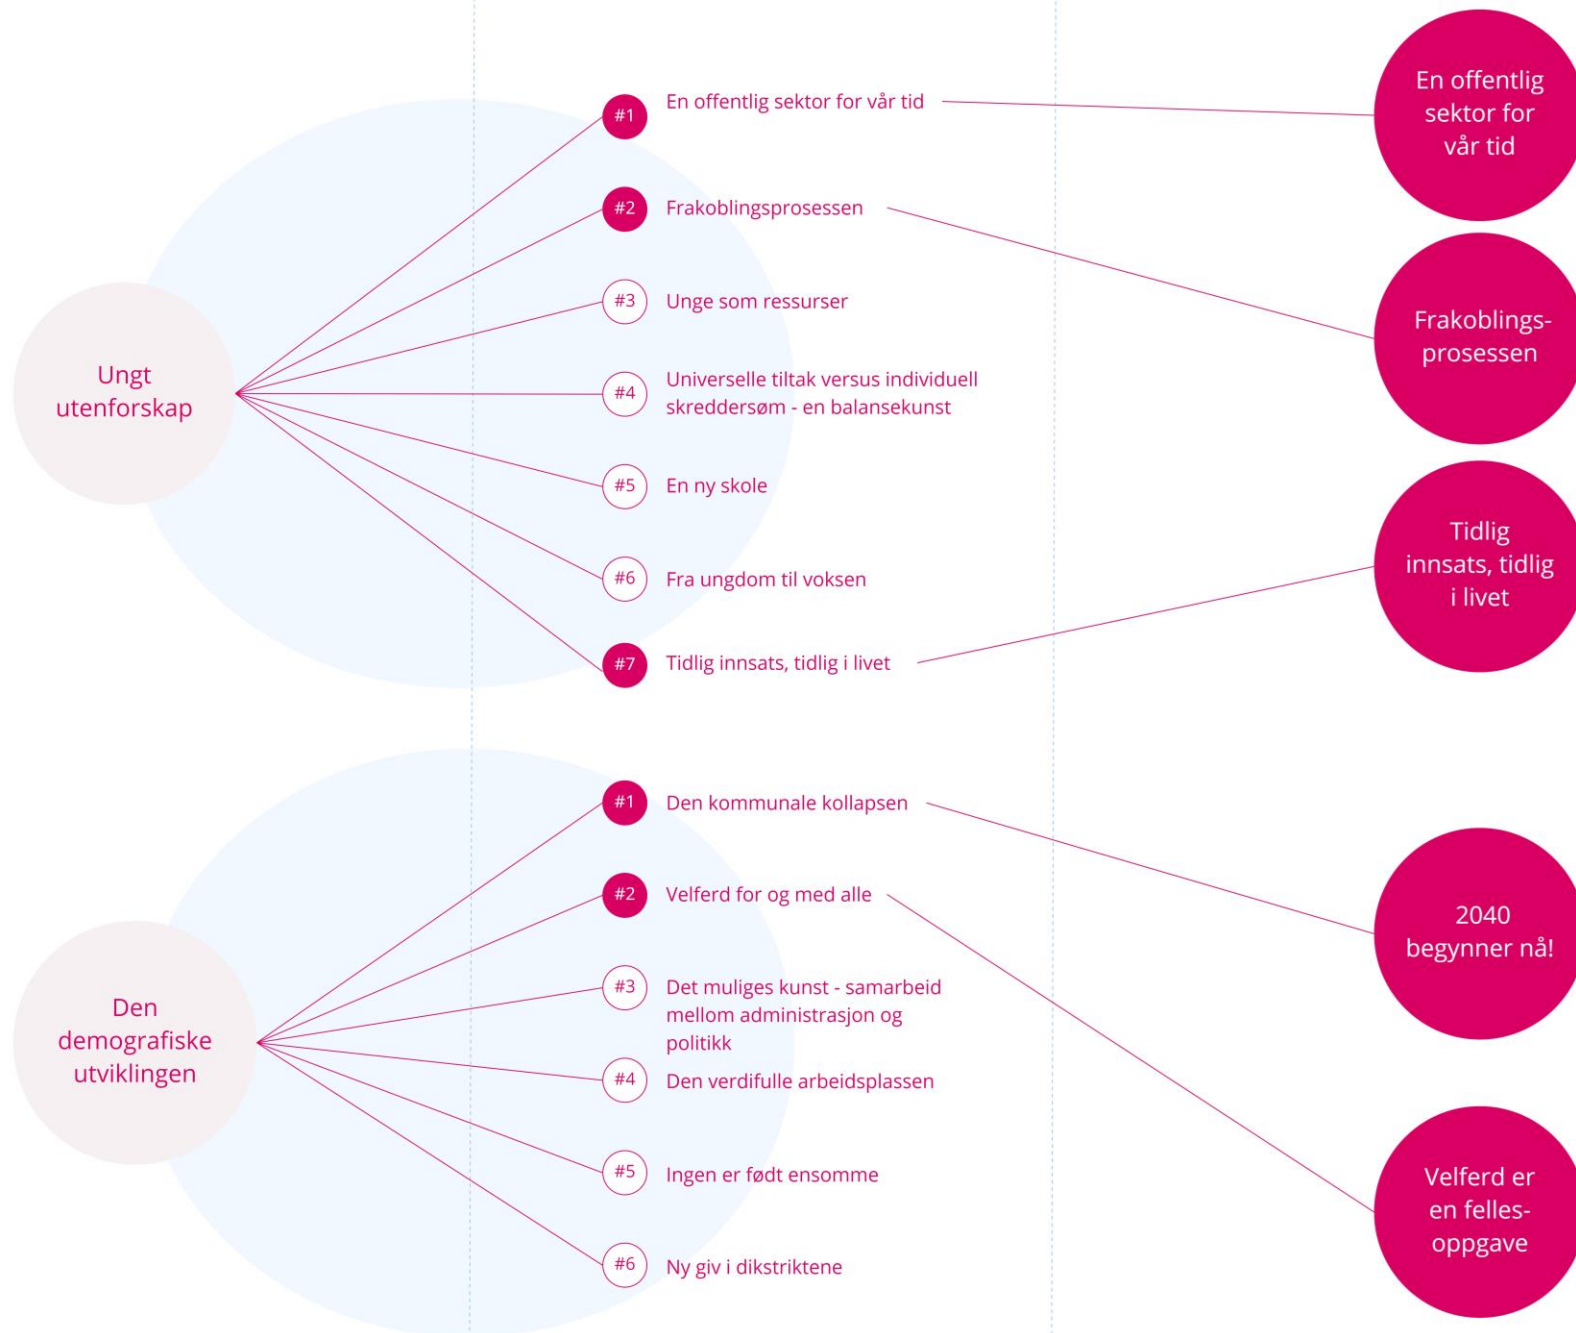 Ungt
utenforskap
#1
En offentlig sektor for vår tid
#2
Frakoblingsprosessen
#3
Unge som ressurser
#4
Universelle tiltak versus individuell
skreddersøm - en balansekunst
#5
En ny skole
#6
Fra ungdom til voksen
#7
Tidlig innsats, tidlig i livet
En offentlig
sektor for
vår tid
Frakoblings-
prosessen
Tidlig
innsats, tidlig
i livet
Den
demografiske
utviklingen
#1
Den kommunale kollapsen
#2
Velferd for og med alle
#3
Det muliges kunst - samarbeid
mellom administrasjon og
politikk
#4
Den verdifulle arbeidsplassen
#5
Ingen er født ensomme
#6
Ny giv i dikstriktene
2040
begynner nå!
Velferd er
en felles-
oppgave